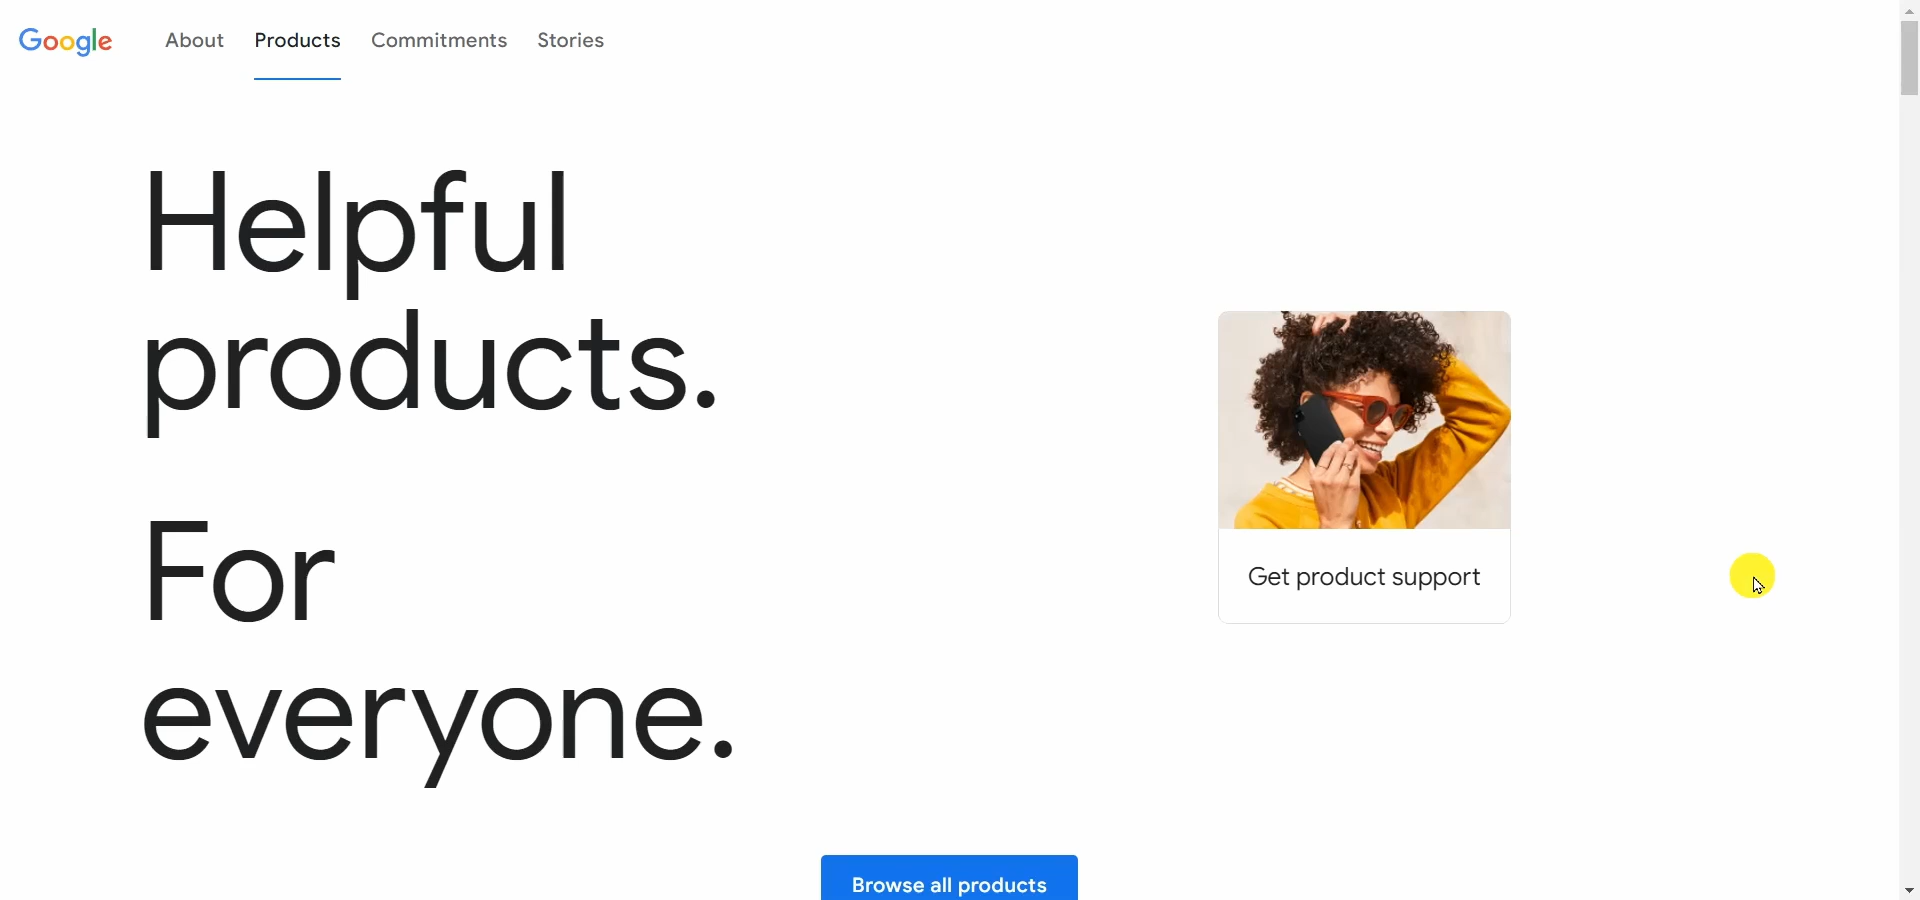 Google About Products Commitments Stories
Helpful
products.
For
everyone.
Get product support
Browse all products